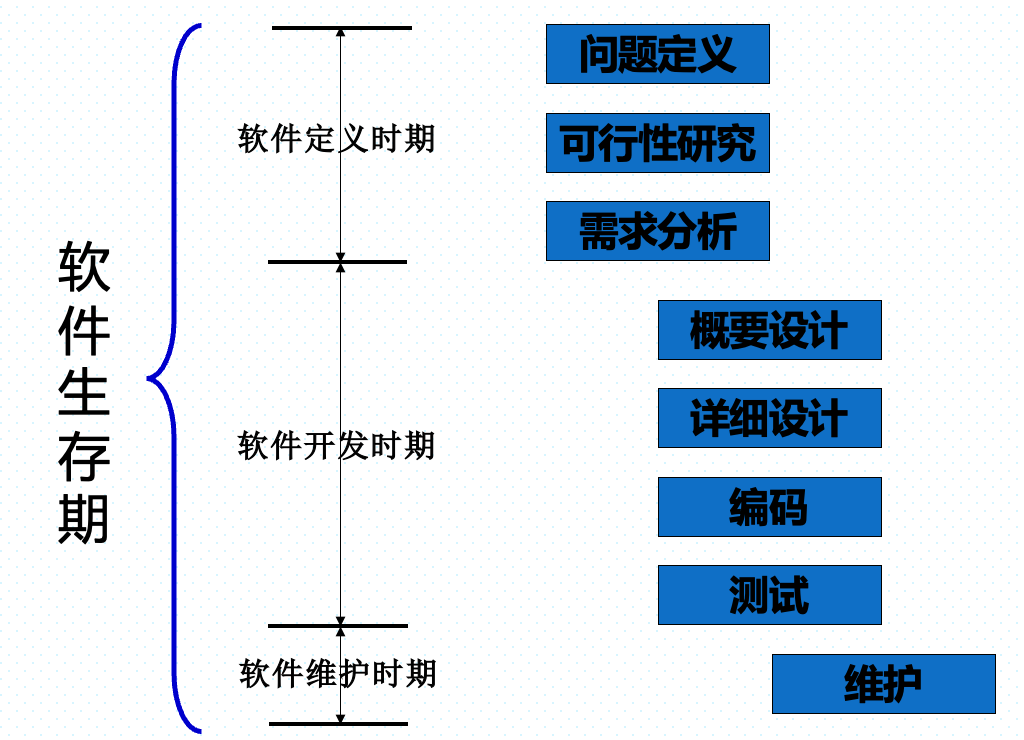 软件生存期
软件定义时期
问题定义
可行性研究
需求分析
软件开发时期
概要设计
详细设计
编码
测试
软件维护时期
维护